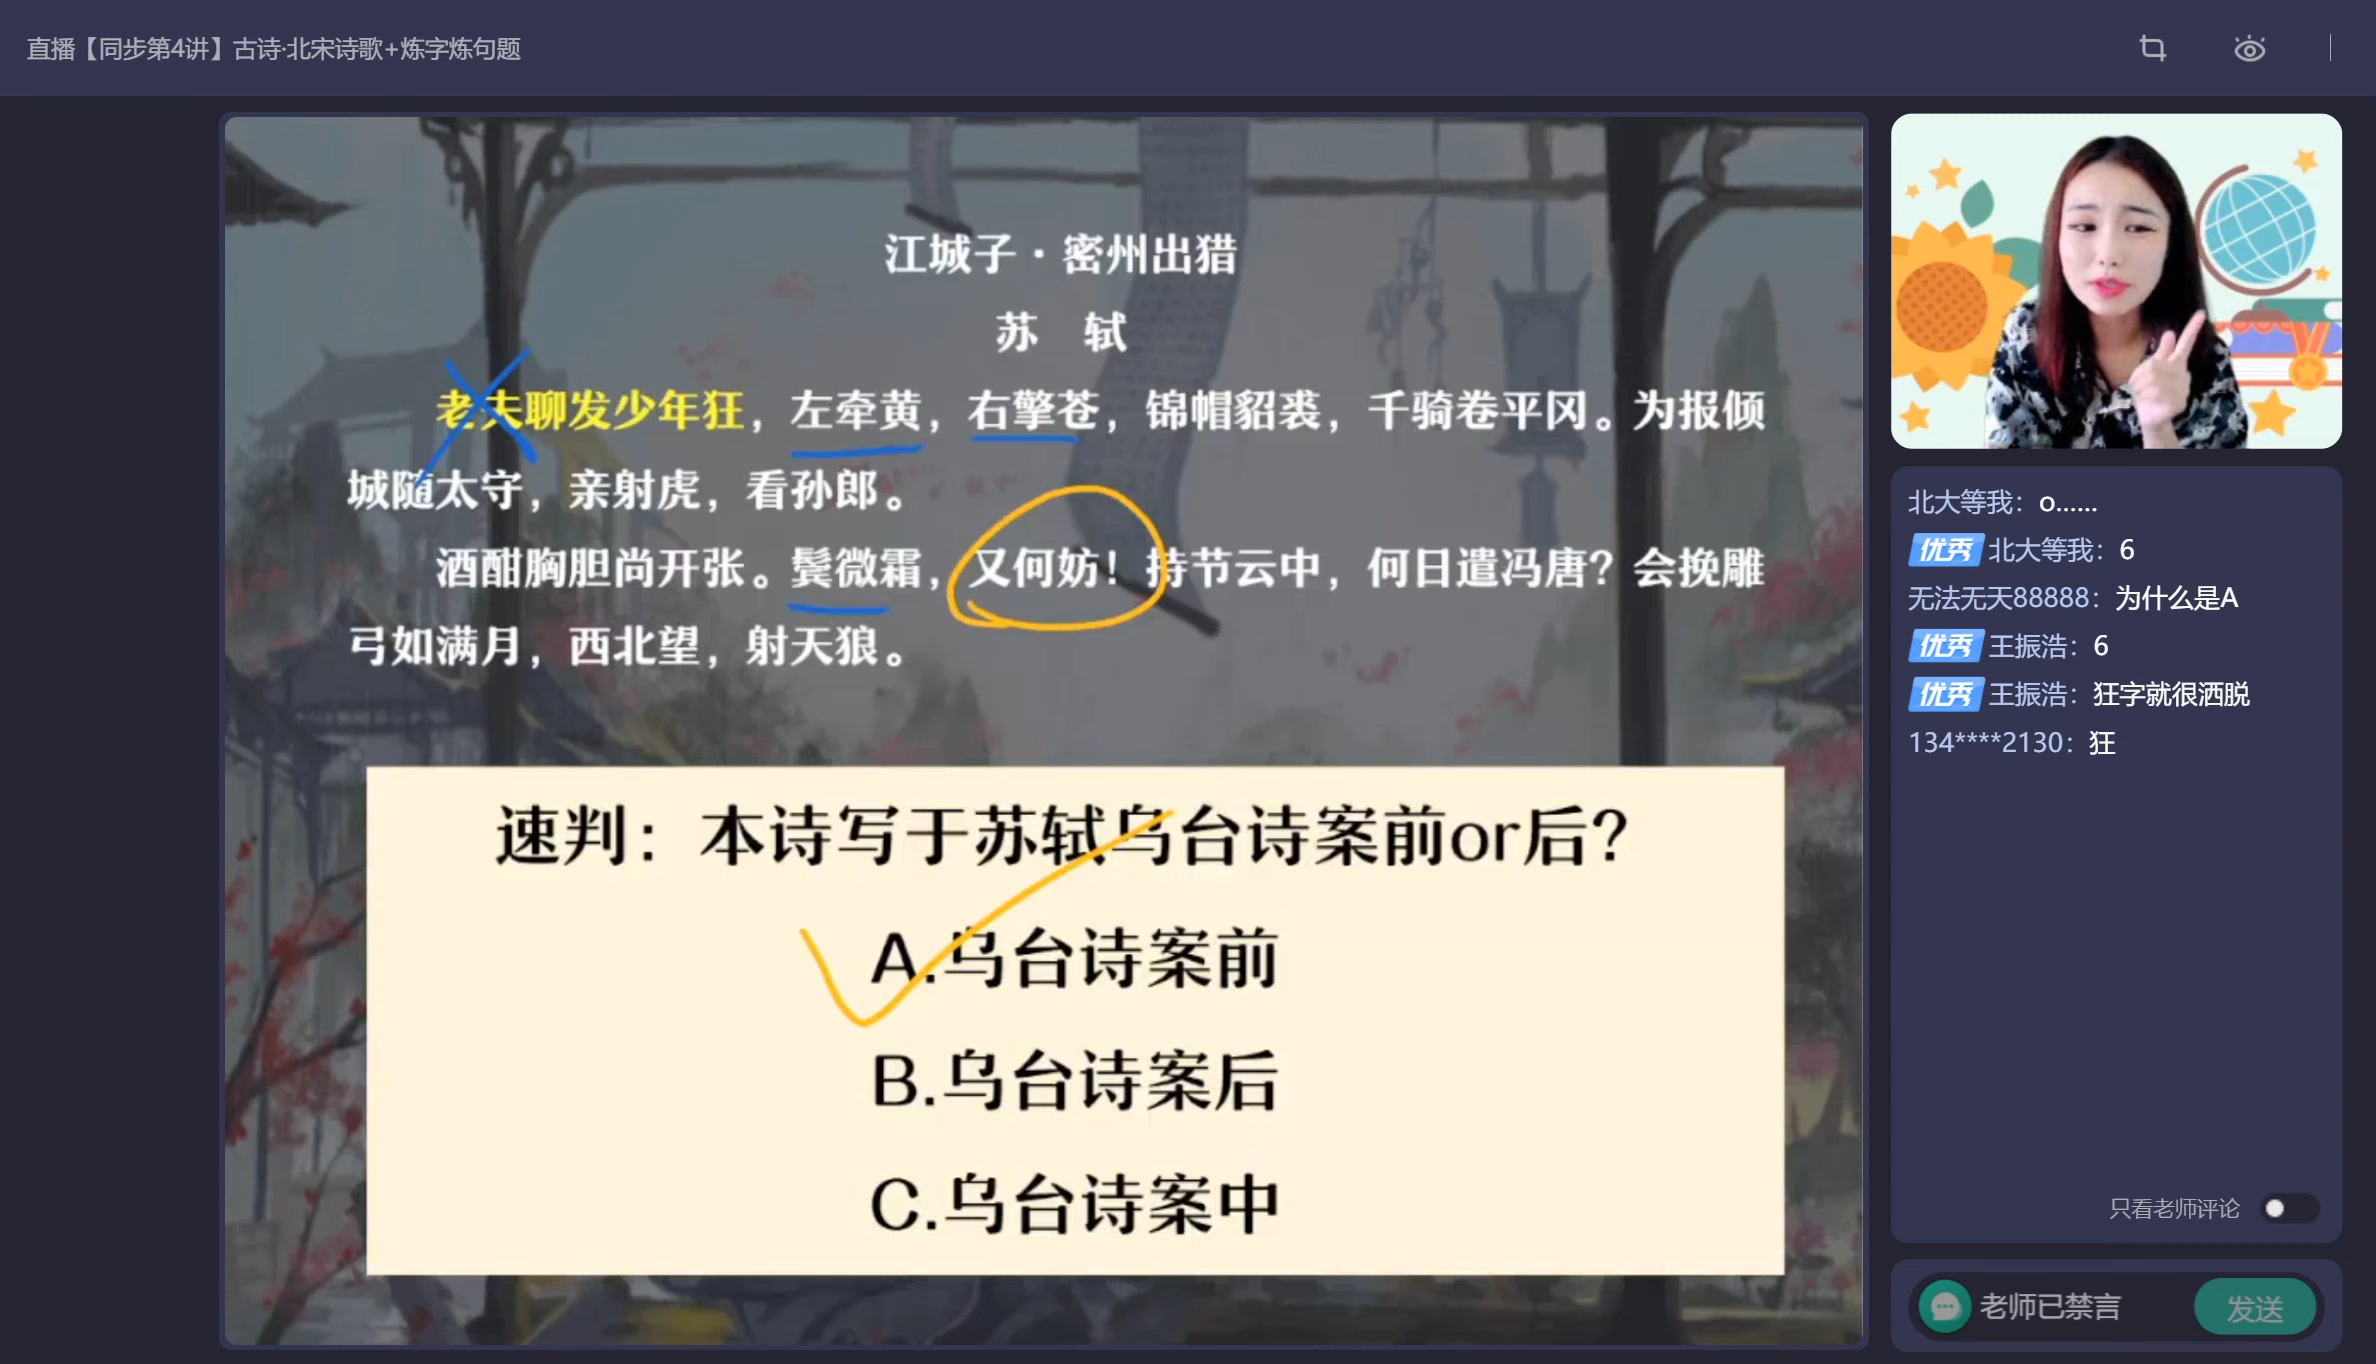 直播【同步第4讲】古诗·北宋诗歌+炼字炼句题
江城子·密州出猎
苏 轼
老夫聊发少年狂，左牵黄，右擎苍，锦帽貂裘，千骑卷平冈。为报倾
城随太守，亲射虎，看孙郎。
酒酣胸胆尚开张。鬓微霜，又何妨！持节云中，何日遣冯唐？会挽雕
弓如满月，西北望，射天狼。
速判：本诗写于苏轼乌台诗案前or后？
A.乌台诗案前
B.乌台诗案后
C.乌台诗案中
北大等我：o......
优秀 北大等我：6
无法无天88888：为什么是A
优秀 王振浩：6
优秀 王振浩：狂字就很洒脱
134****2130：狂
只看老师评论
老师已禁言
发送